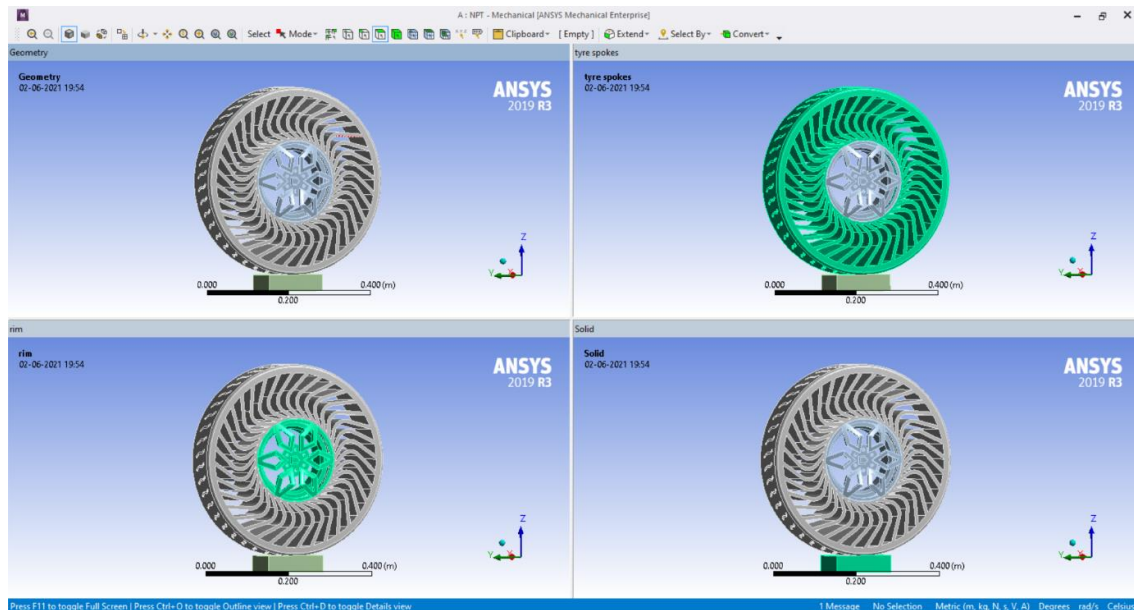 A : NPT - Mechanical [ANSYS Mechanical Enterprise]
Select Mode Clipboard [ Empty ] Extend Select By Convert
Geometry
Geometry
02-06-2021 19:54
ANSYS
2019 R3
Z
Y
X
0.000 0.400 (m)
0.200
tyre spokes
tyre spokes
02-06-2021 19:54
ANSYS
2019 R3
Z
Y
X
0.000 0.400 (m)
0.200
rim
rim
02-06-2021 19:54
ANSYS
2019 R3
Z
Y
X
0.000 0.400 (m)
0.200
Solid
Solid
02-06-2021 19:54
ANSYS
2019 R3
Z
Y
X
0.000 0.400 (m)
0.200
Press F11 to toggle Full Screen | Press Ctrl+O to toggle Outline view | Press Ctrl+D to toggle Details view 1 Message No Selection Metric (m, kg, N, s, V, A) Degrees rad/s Celsius